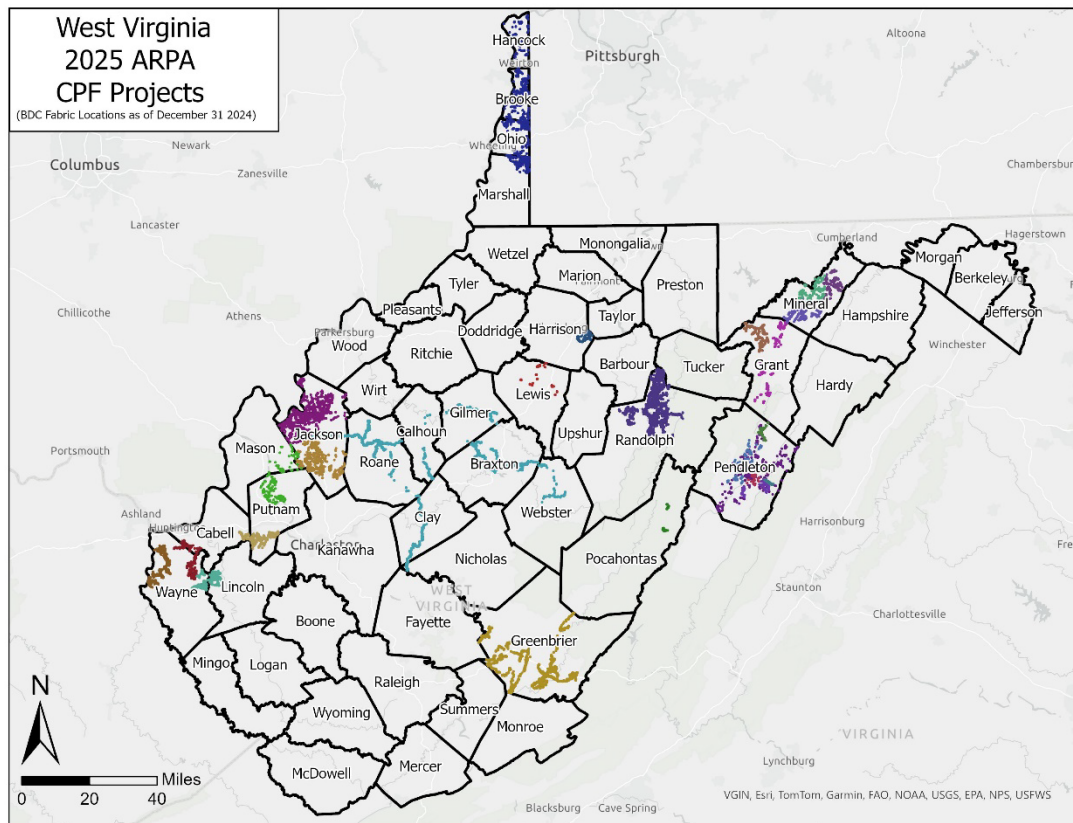 West Virginia
2025 ARPA
CPF Projects
(BDC Fabric Locations as of December 31 2024)
Altoona
Hancock
Weirton
Pittsburgh
Brooke
Newark
Columbus
Zanesville
Ohio
Wheeling
Chambersbu
Marshall
Lancaster
Cumberland
Hagerstown
Wetzel
Monongalia
Morgan
Berkeley
Marion
Preston
Tyler
Mineral
Jefferson
Chillicothe
Athens
Pleasants
Taylor
Hampshire
Doddridge
Harrison
Parkersburg
Wood
Winchester
Ritchie
Barbour
Tucker
Grant
Wirt
Lewis
Hardy
Gilmer
Jackson
Calhoun
Upshur
Randolph
Mason
Roane
Braxton
Pendleton
Portsmouth
Putnam
Clay
Webster
Ashland
Huntington
Cabell
Harrisonburg
Charleston
Kanawha
Pocahontas
Nicholas
Fre
Wayne
Lincoln
WEST
VIRGINIA
Staunton
Boone
Fayette
Charlottesville
Greenbrier
Mingo
Logan
Raleigh
N
Summers
Wyoming
Monroe
VIRGINIA
Miles
McDowell
Mercer
Lynchburg
0 20 40
VGIN, Esri, TomTom, Garmin, FAO, NOAA, USGS, EPA, NPS, USFWS
Blacksburg
Cave Spring